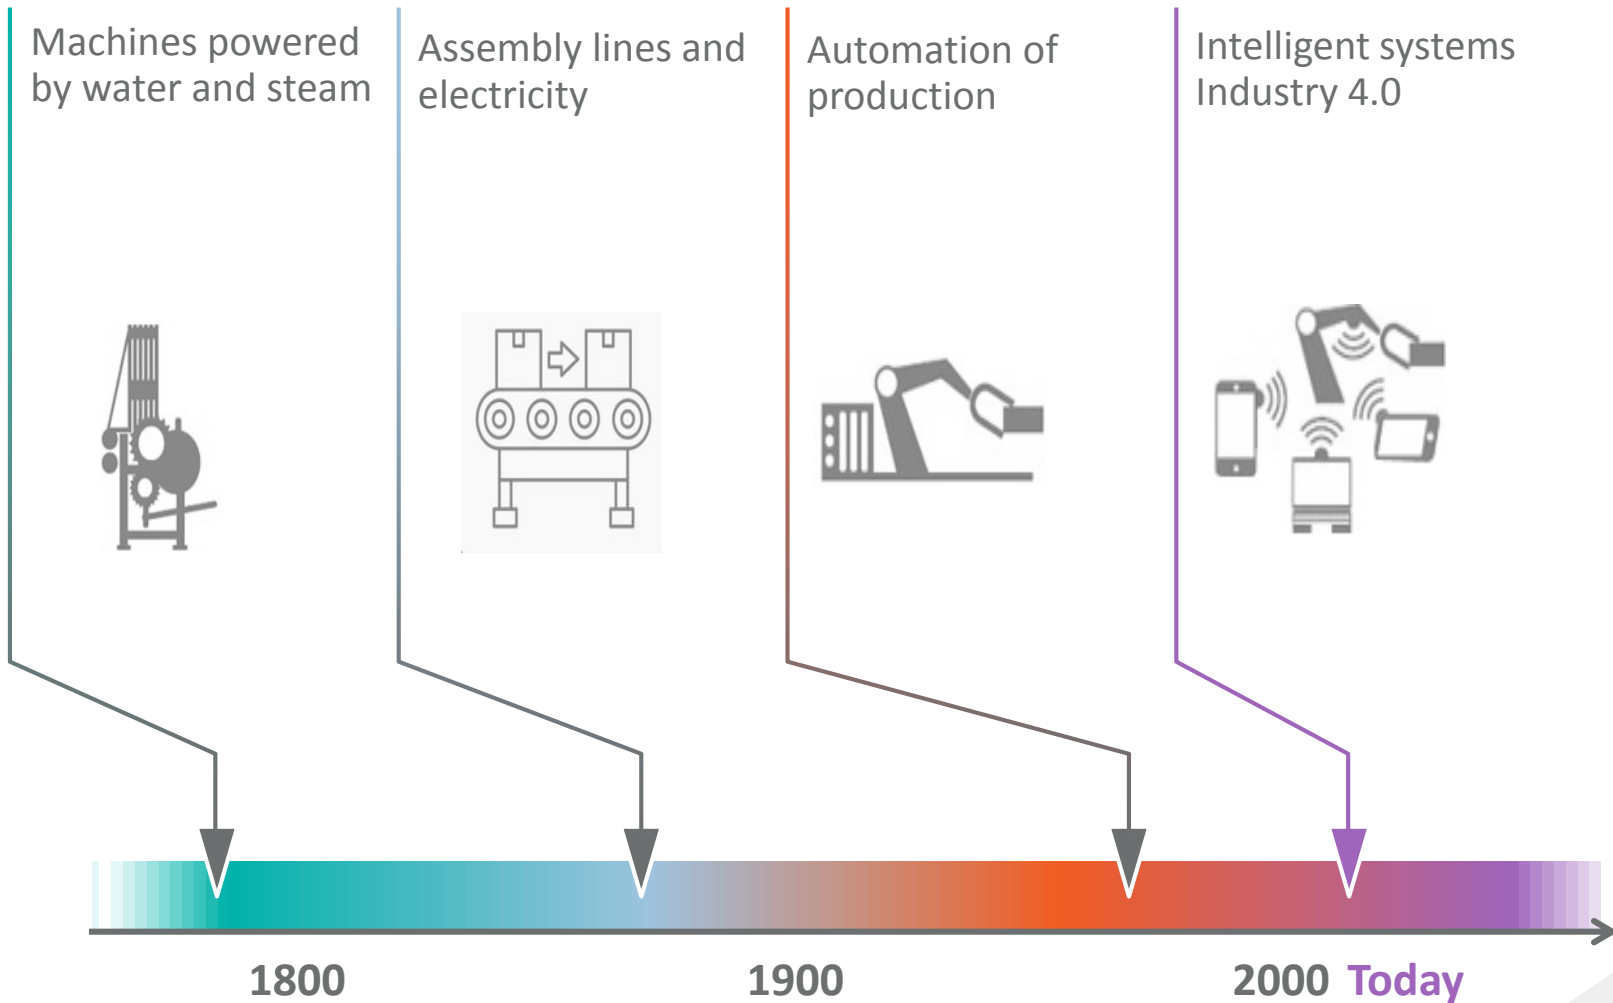 Machines powered
by water and steam
Assembly lines and
electricity
Automation of
production
Intelligent systems
Industry 4.0
1800
1900
2000
Today